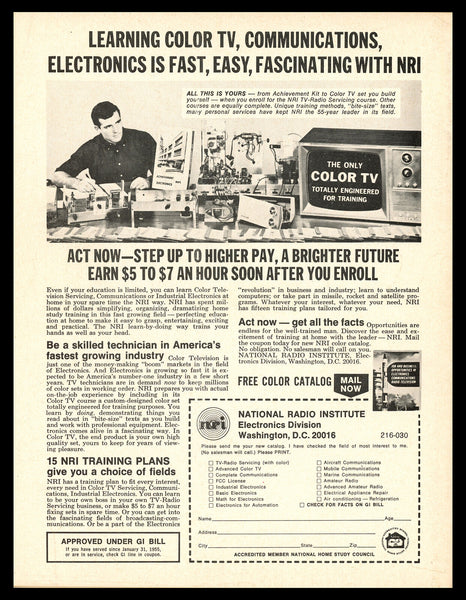 LEARNING COLOR TV, COMMUNICATIONS,
ELECTRONICS IS FAST, EASY, FASCINATING WITH NRI
ALL THIS IS YOURS — from Achievement Kit to Color TV set you build
yourself — when you enroll for the NRI TV-Radio Servicing course. Other
courses are equally complete. Unique training methods, "bite-size" texts,
many personal services have kept NRI the 55-year leader in its field.
THE ONLY
COLOR TV
TOTALLY ENGINEERED
FOR TRAINING
ACT NOW—STEP UP TO HIGHER PAY, A BRIGHTER FUTURE
EARN $5 TO $7 AN HOUR SOON AFTER YOU ENROLL
Even if your education is limited, you can learn Color Tele-
vision Servicing, Communications or Industrial Electronics at
home in your spare time the NRI way. NRI has spent mil-
lions of dollars simplifying, organizing, dramatizing home
study training in this fast growing field — perfecting educa-
tion at home to make it easy to grasp, entertaining, exciting
and practical. The NRI learn-by-doing way trains your
hands as well as your head.
Be a skilled technician in America's
fastest growing industry Color Television is
just one of the money-making "boom" markets in the field
of Electronics. And Electronics is growing so fast it is ex-
pected to be America's number-one industry in a few short
years. TV technicians are in demand now to keep millions
of color sets in working order. NRI prepares you with actual
on-the-job experience by including in its
Color TV course a custom-designed color set
totally engineered for training purposes. You
learn by doing, demonstrating things you
read about in "bite-size" texts as you build
and work with professional equipment. Elec-
tronics comes alive in a fascinating way. In
Color TV, the end product is your own high
quality set, yours to keep for years of view-
ing pleasure.
15 NRI TRAINING PLANS
give you a choice of fields
NRI has a training plan to fit every interest,
every need in Color TV Servicing, Communica-
tions, Industrial Electronics. You can learn
to be your own boss in your own TV-Radio
Servicing business, or make $5 to $7 an hour
fixing sets in spare time. Or you can get into
the fascinating fields of broadcasting-com-
munications. Or be a part of the Electronics
APPROVED UNDER GI BILL
If you have served since January 31, 1955,
or are in service, check GI line in coupon.
"revolution" in business and industry; learn to understand
computers; or take part in missile, rocket and satellite pro-
grams. Whatever your interest, whatever your need, NRI
has fifteen training plans tailored for you.
Act now — get all the facts Opportunities are
endless for the well-trained man. Discover the ease and ex-
citement of training at home with the leader — NRI. Mail
the coupon today for new NRI color catalog.
No obligation. No salesman will call on you.
NATIONAL RADIO INSTITUTE, Elec-
tronics Division, Washington, D.C. 20016.
FREE COLOR CATALOG
MAIL
NOW
nri
NATIONAL RADIO INSTITUTE
Electronics Division
Washington, D.C. 20016
216-030
Please send me your new catalog. I have checked the field of most interest to me.
(No salesman will call.) Please PRINT.
TV-Radio Servicing (with color)
Advanced Color TV
Complete Communications
FCC License
Industrial Electronics
Basic Electronics
Math for Electronics
Electronics for Automation
Aircraft Communications
Mobile Communications
Marine Communications
Amateur Radio
Advanced Amateur Radio
Electrical Appliance Repair
Air conditioning — Refrigeration
CHECK FOR FACTS ON GI BILL
Name Age
Address
City State Zip
ACCREDITED MEMBER NATIONAL HOME STUDY COUNCIL